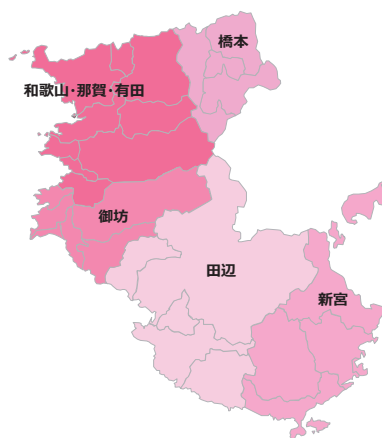 橋本
和歌山・那賀・有田
御坊
田辺
新宮